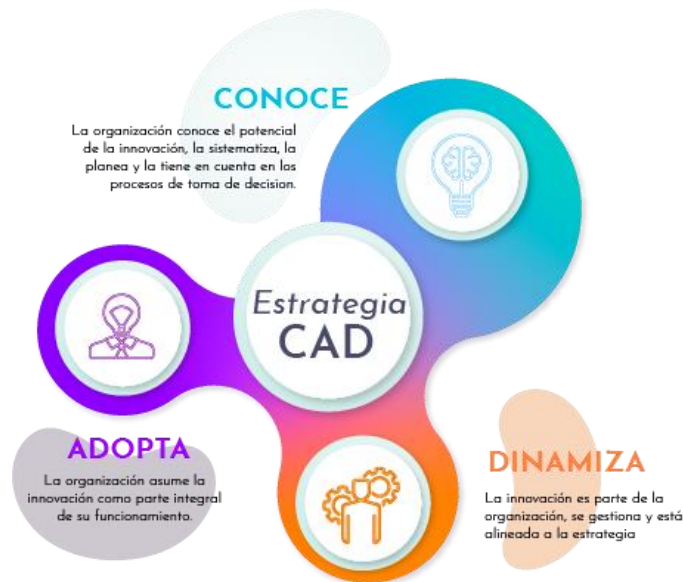 CONOCE
La organización conoce el potencial
de la innovación, la sistematiza, la
planea y la tiene en cuenta en los
procesos de toma de decision.
Estrategia
CAD
ADOPTA
La organización asume la
innovación como parte integral
de su funcionamiento.
DINAMIZA
La innovación es parte de la
organización, se gestiona y está
alineada a la estrategia